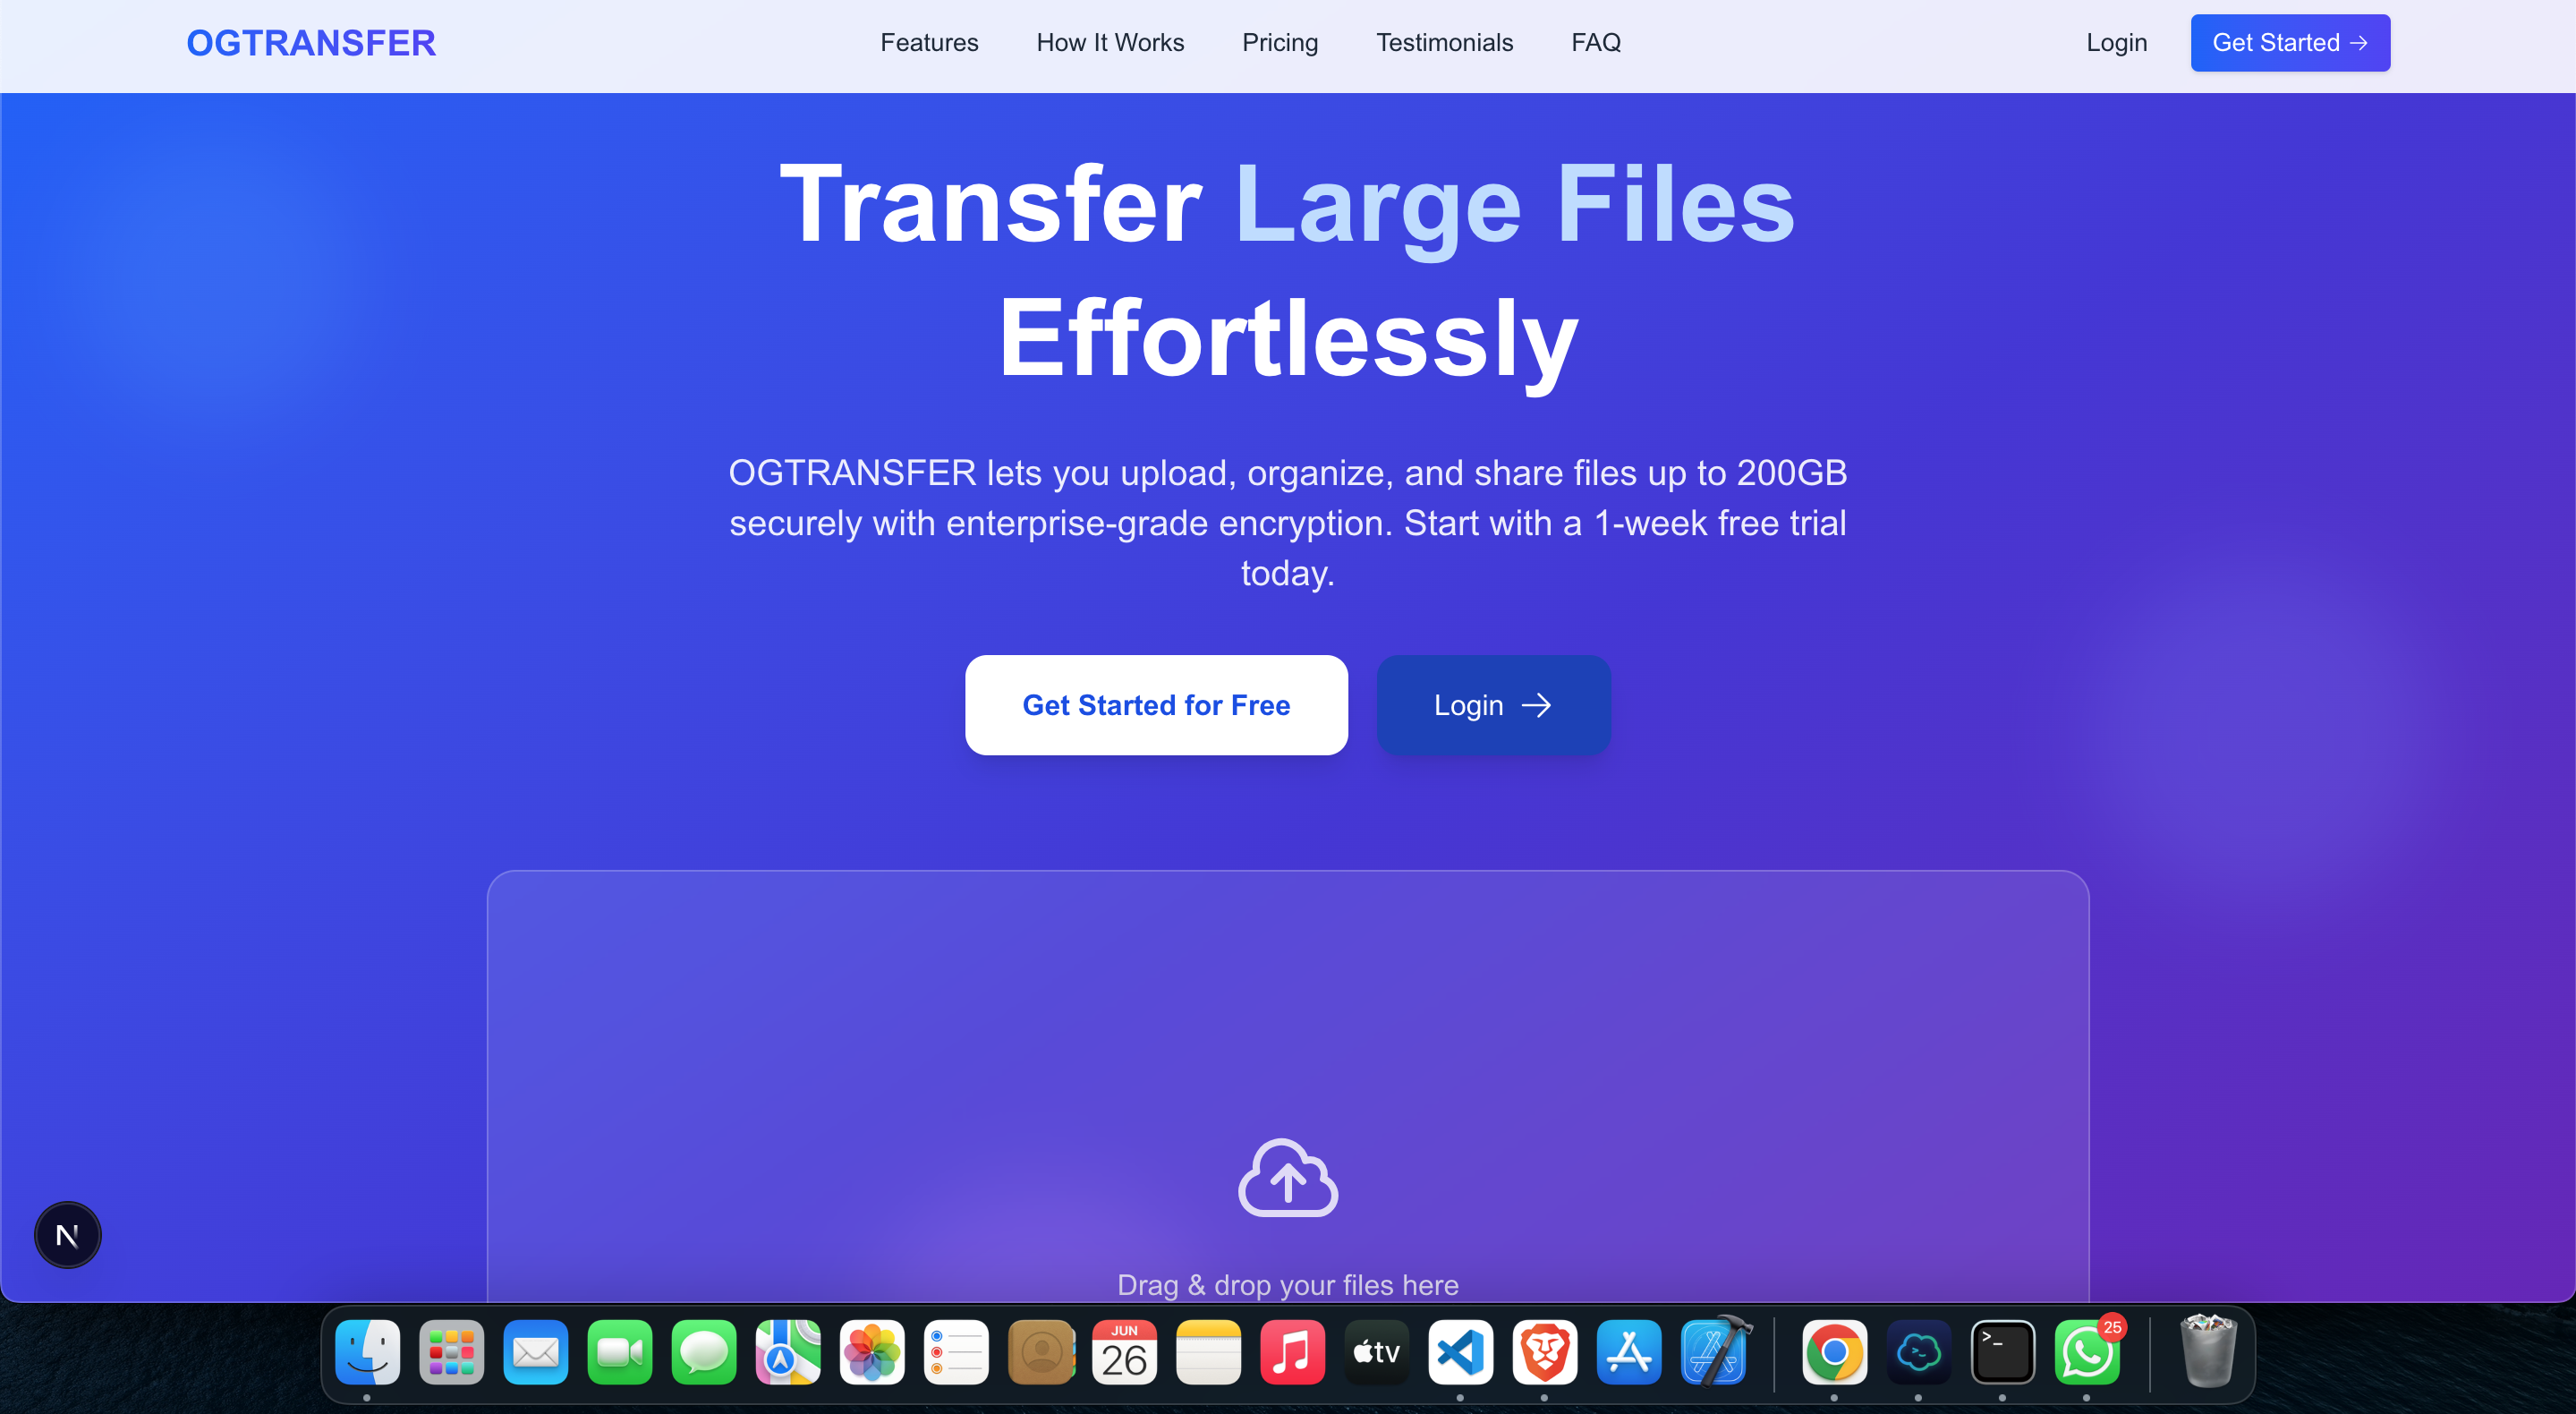 OGTRANSFER
Features
How It Works
Pricing
Testimonials
FAQ
Login
Get Started →
Transfer Large Files
Effortlessly
OGTRANSFER lets you upload, organize, and share files up to 200GB
securely with enterprise-grade encryption. Start with a 1-week free trial
today.
Get Started for Free
Login →
Drag & drop your files here
N
JUN
26
tv
>_
25